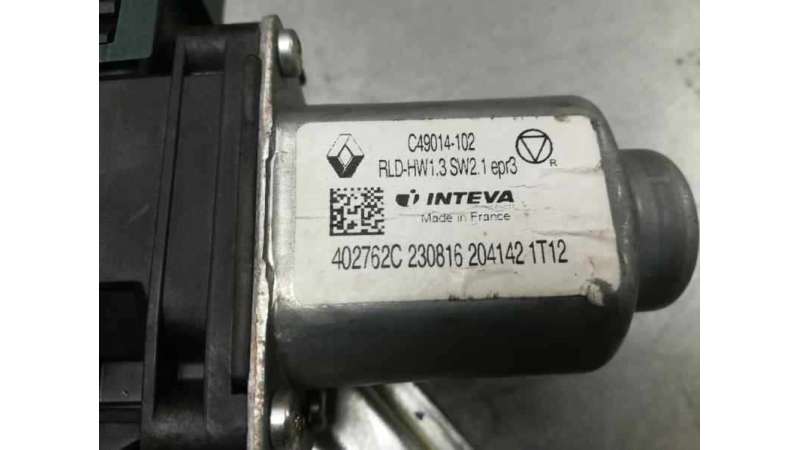 C49014-102
RLD-HW1.3 SW2.1 epr3
R
INTEVA
Made in France
402762C 230816 204142 1T12